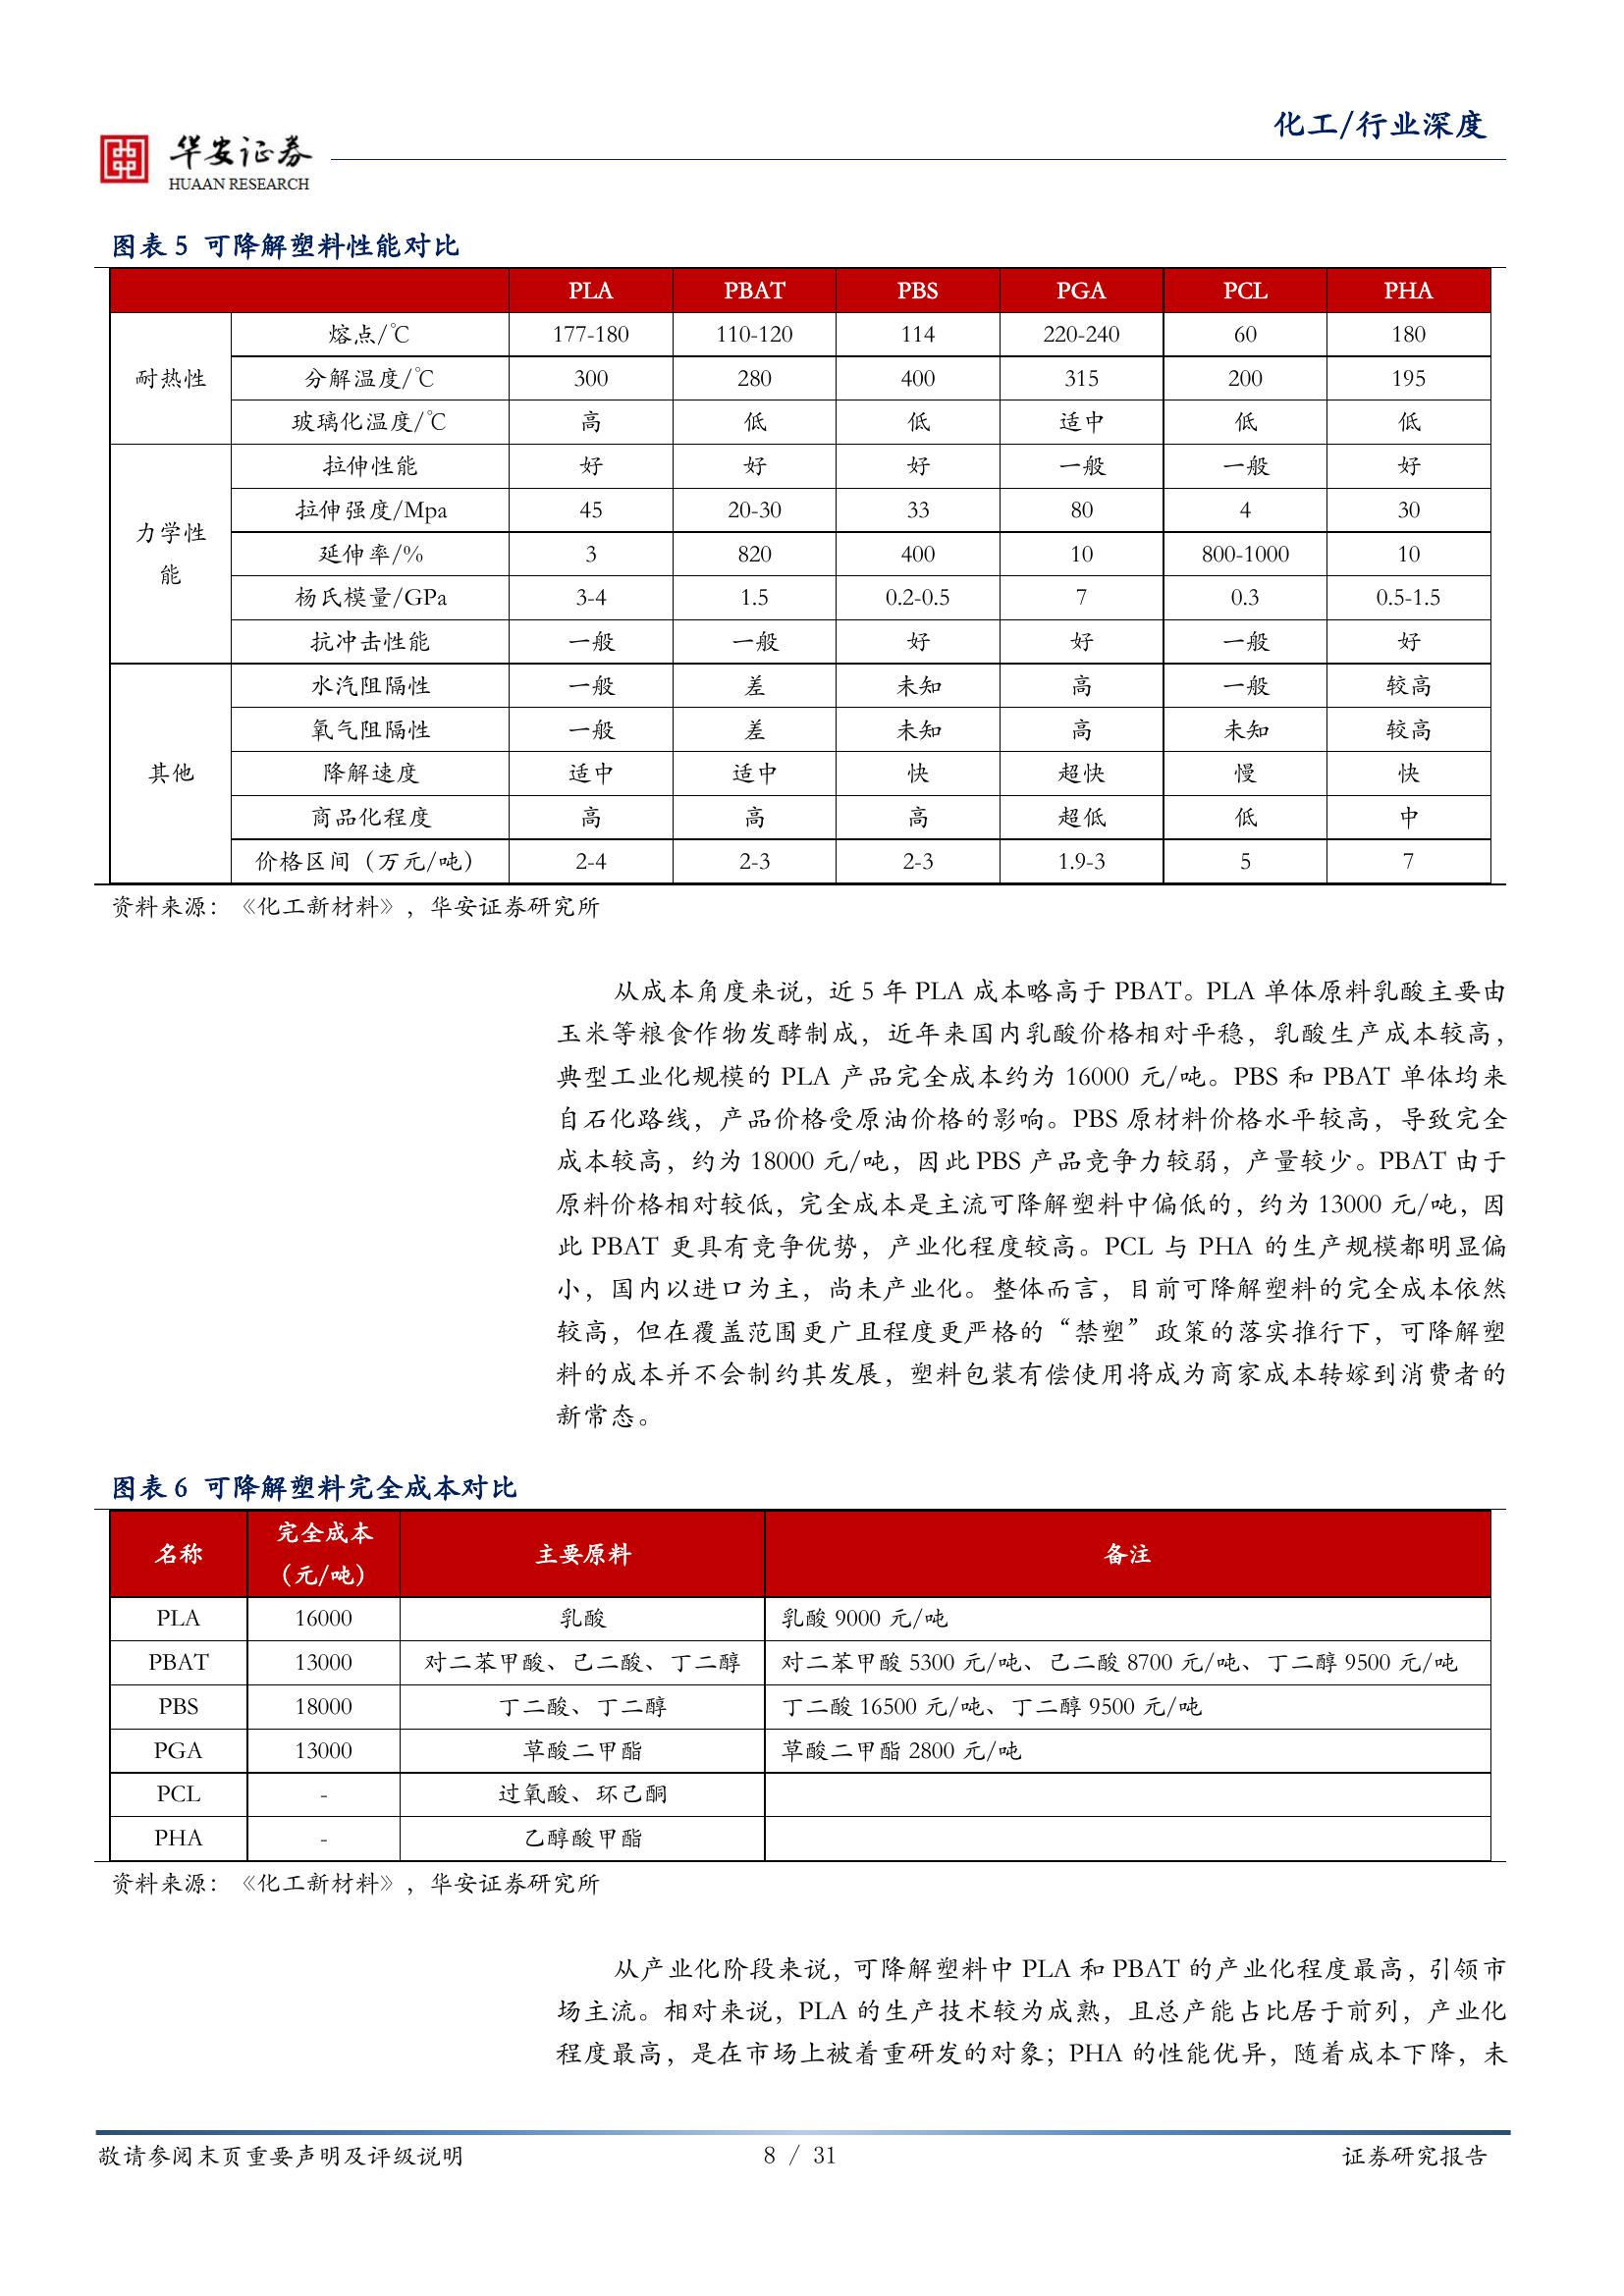 化工/行业深度
华安证券
HUAAN RESEARCH
图表 5 可降解塑料性能对比
PLA PBAT PBS PGA PCL PHA
耐热性
熔点/℃ 177-180 110-120 114 220-240 60 180
分解温度/℃ 300 280 400 315 200 195
玻璃化温度/℃ 高 低 低 适中 低 低
力学性
能
拉伸性能 好 好 好 一般 一般 好
拉伸强度/Mpa 45 20-30 33 80 4 30
延伸率/% 3 820 400 10 800-1000 10
杨氏模量/GPa 3-4 1.5 0.2-0.5 7 0.3 0.5-1.5
抗冲击性能 一般 一般 好 好 一般 好
其他
水汽阻隔性 一般 差 未知 高 一般 较高
氧气阻隔性 一般 差 未知 高 未知 较高
降解速度 适中 适中 快 超快 慢 快
商品化程度 高 高 高 超低 低 中
价格区间（万元/吨） 2-4 2-3 2-3 1.9-3 5 7
资料来源：《化工新材料》，华安证券研究所
从成本角度来说，近 5 年 PLA 成本略高于 PBAT。PLA 单体原料乳酸主要由
玉米等粮食作物发酵制成，近年来国内乳酸价格相对平稳，乳酸生产成本较高，
典型工业化规模的 PLA 产品完全成本约为 16000 元/吨。PBS 和 PBAT 单体均来
自石化路线，产品价格受原油价格的影响。PBS 原材料价格水平较高，导致完全
成本较高，约为 18000 元/吨，因此 PBS 产品竞争力较弱，产量较少。PBAT 由于
原料价格相对较低，完全成本是主流可降解塑料中偏低的，约为 13000 元/吨，因
此 PBAT 更具有竞争优势，产业化程度较高。PCL 与 PHA 的生产规模都明显偏
小，国内以进口为主，尚未产业化。整体而言，目前可降解塑料的完全成本依然
较高，但在覆盖范围更广且程度更严格的“禁塑”政策的落实推行下，可降解塑
料的成本并不会制约其发展，塑料包装有偿使用将成为商家成本转嫁到消费者的
新常态。
图表 6 可降解塑料完全成本对比
名称 完全成本 主要原料 备注
（元/吨）
PLA 16000 乳酸 乳酸 9000 元/吨
PBAT 13000 对二苯甲酸、己二酸、丁二醇 对二苯甲酸 5300 元/吨、己二酸 8700 元/吨、丁二醇 9500 元/吨
PBS 18000 丁二酸、丁二醇 丁二酸 16500 元/吨、丁二醇 9500 元/吨
PGA 13000 草酸二甲酯 草酸二甲酯 2800 元/吨
PCL - 过氧酸、环己酮
PHA - 乙醇酸甲酯
资料来源：《化工新材料》，华安证券研究所
从产业化阶段来说，可降解塑料中 PLA 和 PBAT 的产业化程度最高，引领市
场主流。相对来说，PLA 的生产技术较为成熟，且总产能占比居于前列，产业化
程度最高，是在市场上被着重研发的对象；PHA 的性能优异，随着成本下降，未
敬请参阅末页重要声明及评级说明 8 / 31 证券研究报告